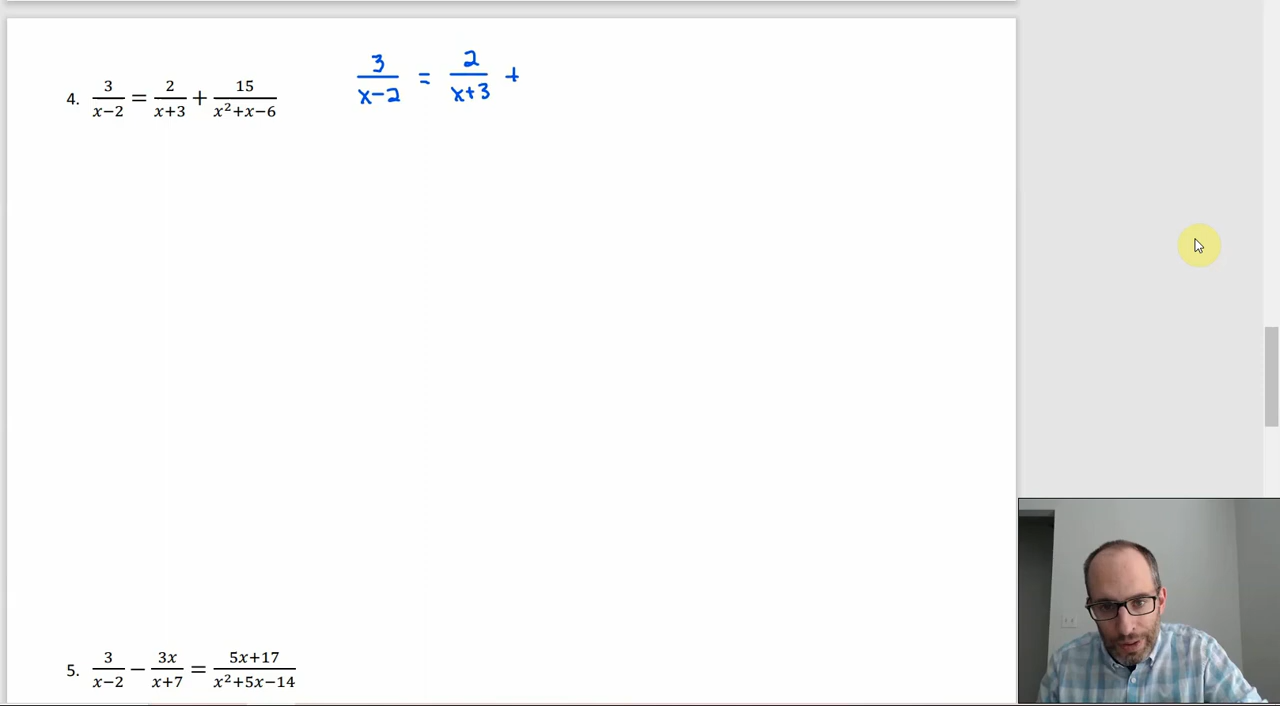 4. 3/(x−2) = 2/(x+3) + 15/(x²+x−6)
3/(x−2) = 2/(x+3) +
5. 3/(x−2) − 3x/(x+7) = (5x+17)/(x²+5x−14)